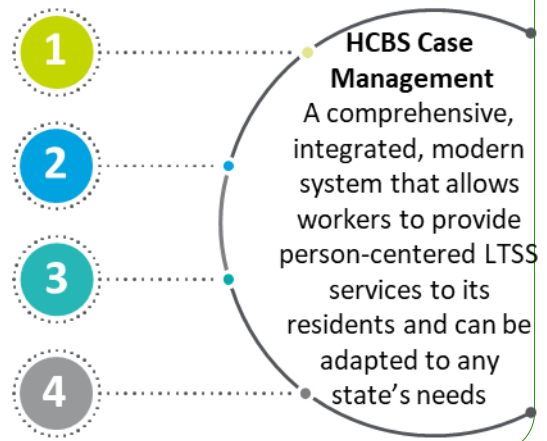 1
HCBS Case
Management
A comprehensive,
integrated, modern
system that allows
workers to provide
person-centered LTSS
services to its
residents and can be
adapted to any
state's needs
2
3
4